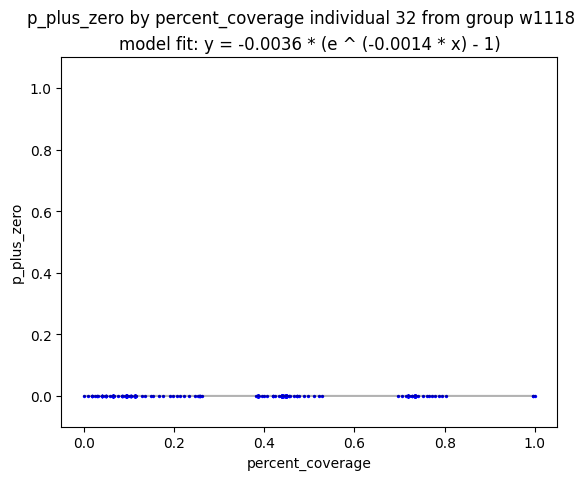 p_plus_zero by percent_coverage individual 32 from group w1118
model fit: y = -0.0036 * (e ^ (-0.0014 * x) - 1)
1.0
0.8
0.6
0.4
0.2
0.0
p_plus_zero
0.0 0.2 0.4 0.6 0.8 1.0
percent_coverage